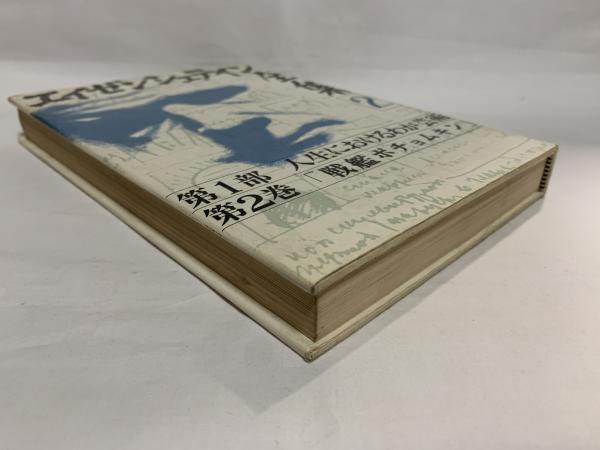 エイゼンシュテイン全集 2
第1部 人生におけるわが芸術
第2巻 戦艦ポチョムキン